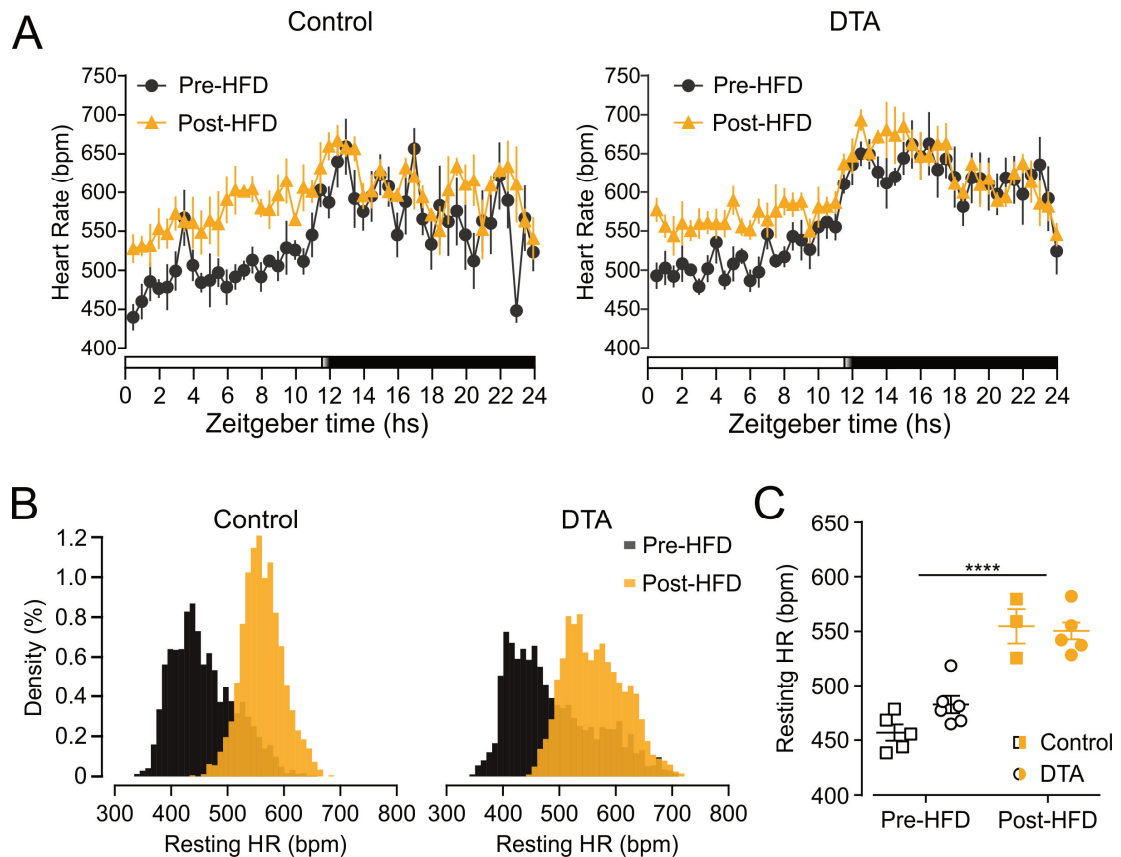 A
Control
DTA
750
700
650
600
550
500
450
400
Heart Rate (bpm)
Pre-HFD
Post-HFD
0 2 4 6 8 10 12 14 16 18 20 22 24
Zeitgeber time (hs)
750
700
650
600
550
500
450
400
Heart Rate (bpm)
Pre-HFD
Post-HFD
0 2 4 6 8 10 12 14 16 18 20 22 24
Zeitgeber time (hs)
B
Control
DTA
1.2
1.0
0.8
0.6
0.4
0.2
0
Density (%)
Pre-HFD
Post-HFD
300 400 500 600 700 800
Resting HR (bpm)
300 400 500 600 700 800
Resting HR (bpm)
C
650
600
550
500
450
400
Restintg HR (bpm)
****
Control
DTA
Pre-HFD Post-HFD